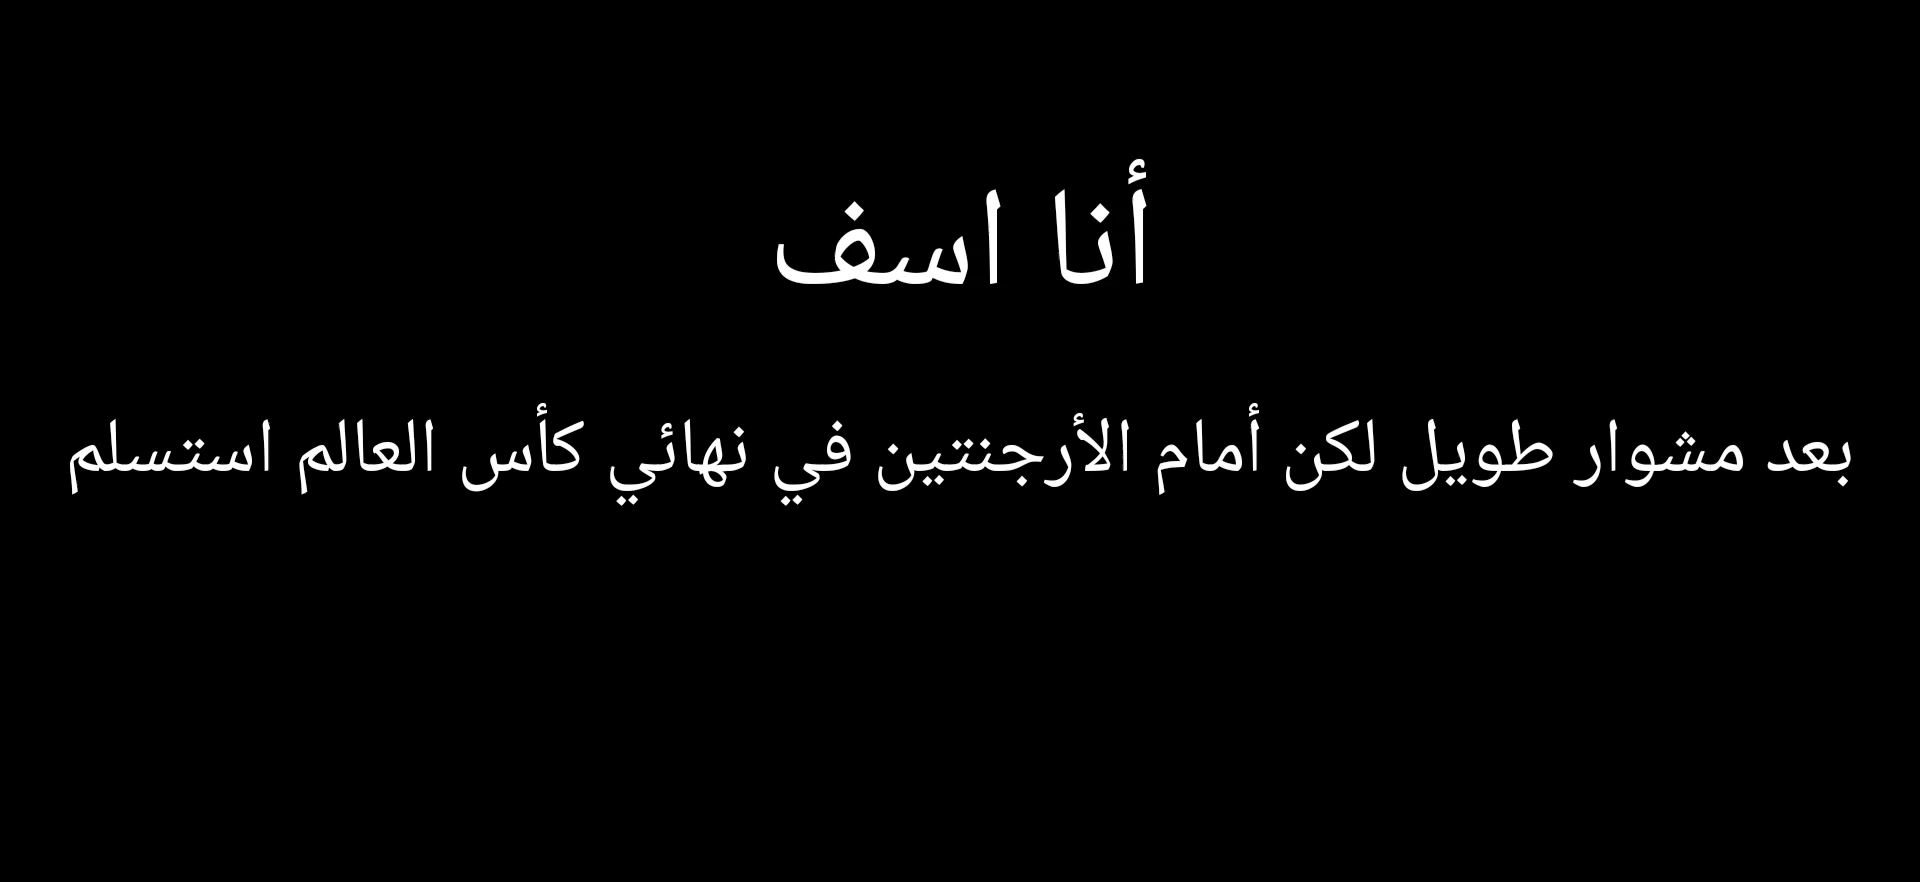 أنا اسف
بعد مشوار طويل لكن أمام الأرجنتين في نهائي كأس العالم استسلم